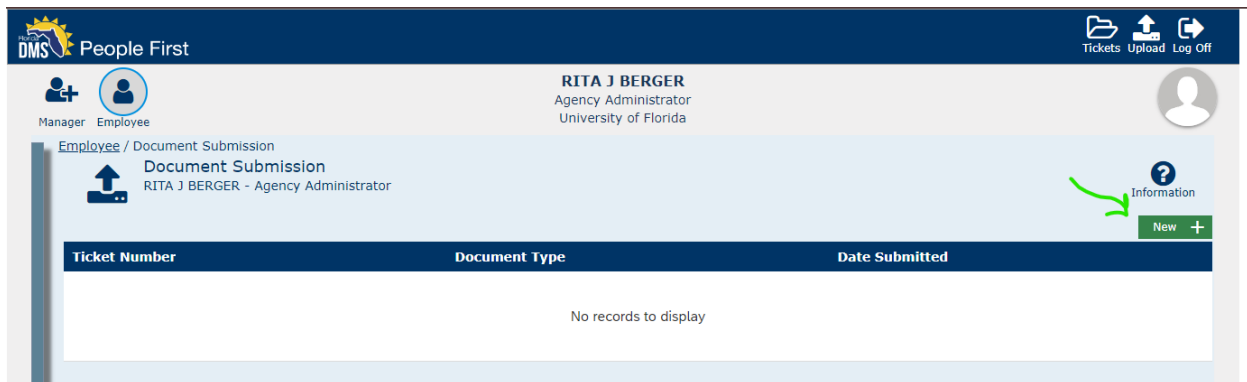 Florida
DMS People First
Tickets Upload Log Off
Manager Employee
RITA J BERGER
Agency Administrator
University of Florida
Employee / Document Submission
Document Submission
RITA J BERGER - Agency Administrator
Information
New +
Ticket Number Document Type Date Submitted
No records to display